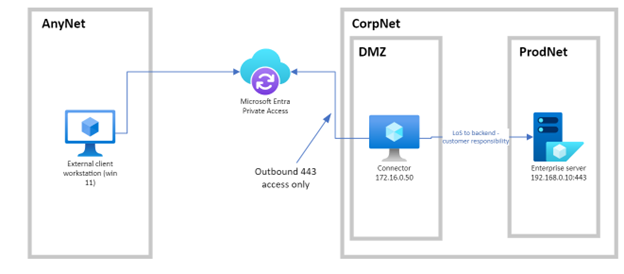 AnyNet
CorpNet
DMZ
ProdNet
Microsoft Entra
Private Access
External client
workstation (win
11)
Outbound 443
access only
Connector
172.16.0.50
LoS to backend -
customer responsibility
Enterprise server
192.168.0.10:443